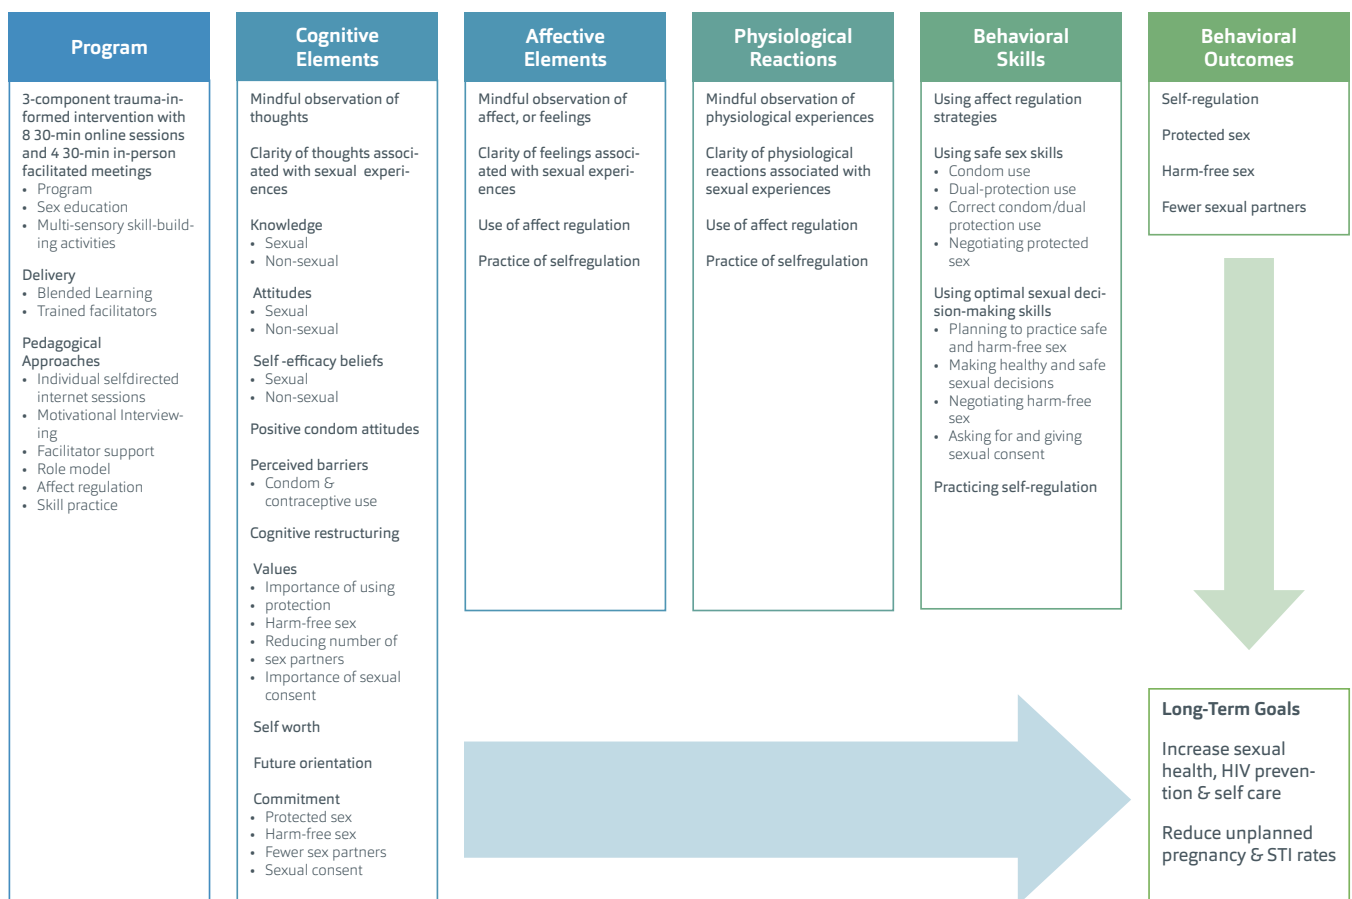 Program
3-component trauma-in-
formed intervention with
8 30-min online sessions
and 4 30-min in-person
facilitated meetings
• Program
• Sex education
• Multi-sensory skill-build-
ing activities
Delivery
• Blended Learning
• Trained facilitators
Pedagogical
Approaches
• Individual selfdirected
internet sessions
• Motivational Interview-
ing
• Facilitator support
• Role model
• Affect regulation
• Skill practice
Cognitive
Elements
Mindful observation of
thoughts
Clarity of thoughts associ-
ated with sexual experi-
ences
Knowledge
• Sexual
• Non-sexual
Attitudes
• Sexual
• Non-sexual
Self -efficacy beliefs
• Sexual
• Non-sexual
Positive condom attitudes
Perceived barriers
• Condom &
contraceptive use
Cognitive restructuring
Values
• Importance of using
• protection
• Harm-free sex
• Reducing number of
• sex partners
• Importance of sexual
consent
Self worth
Future orientation
Commitment
• Protected sex
• Harm-free sex
• Fewer sex partners
• Sexual consent
Affective
Elements
Mindful observation of
affect, or feelings
Clarity of feelings associ-
ated with sexual experi-
ences
Use of affect regulation
Practice of selfregulation
Physiological
Reactions
Mindful observation of
physiological experiences
Clarity of physiological
reactions associated with
sexual experiences
Use of affect regulation
Practice of selfregulation
Behavioral
Skills
Using affect regulation
strategies
Using safe sex skills
• Condom use
• Dual-protection use
• Correct condom/dual
protection use
• Negotiating protected
sex
Using optimal sexual deci-
sion-making skills
• Planning to practice safe
and harm-free sex
• Making healthy and safe
sexual decisions
• Negotiating harm-free
sex
• Asking for and giving
sexual consent
Practicing self-regulation
Behavioral
Outcomes
Self-regulation
Protected sex
Harm-free sex
Fewer sexual partners
Long-Term Goals
Increase sexual
health, HIV preven-
tion & self care
Reduce unplanned
pregnancy & STI rates